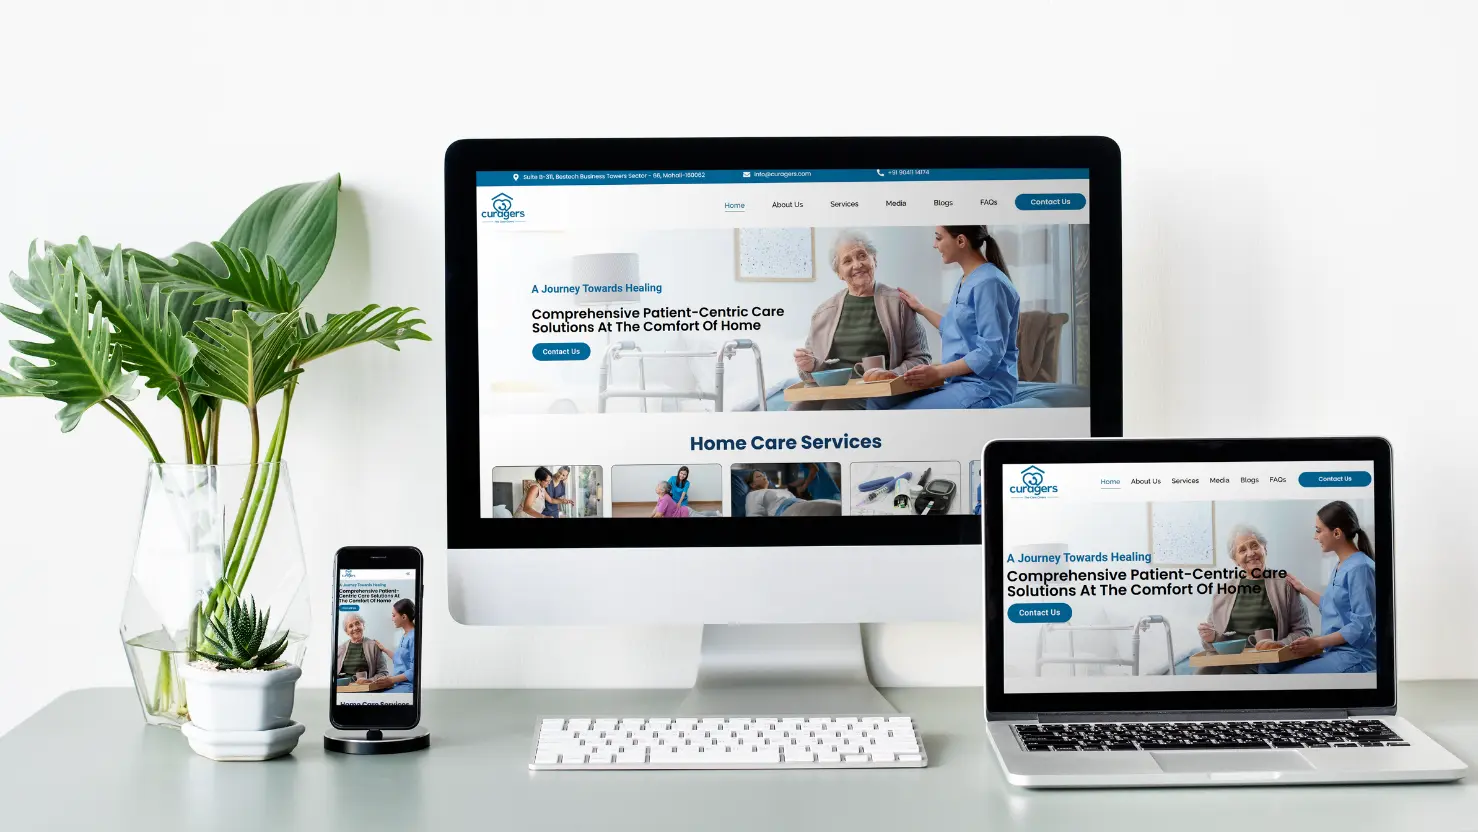 Suite D-311, Bestech Business Towers Sector - 66, Mohali-160062
info@curagers.com
+91 90411 14174
curagers
Home
About Us
Services
Media
Blogs
FAQs
Contact Us
A Journey Towards Healing
Comprehensive Patient-Centric Care
Solutions At The Comfort Of Home
Contact Us
Home Care Services
curagers
Home
About Us
Services
Media
Blogs
FAQs
Contact Us
A Journey Towards Healing
Comprehensive Patient-Centric Care
Solutions At The Comfort Of Home
Contact Us
A Journey Towards Healing
Comprehensive Patient-
Centric Care Solutions At
The Comfort Of Home
Home Care Services